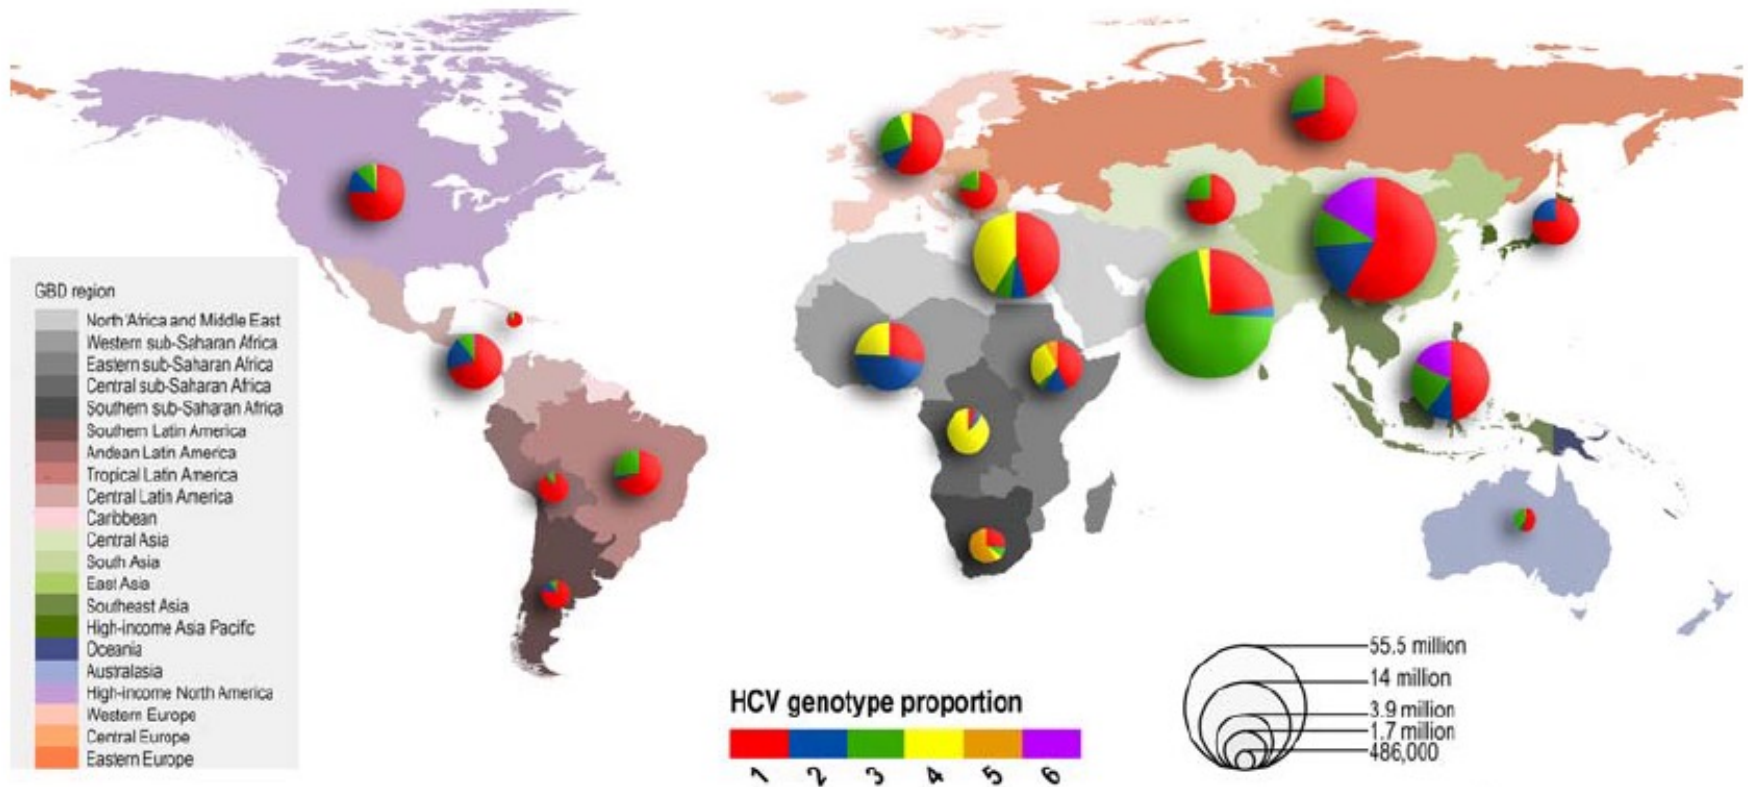 GBD region
North Africa and Middle East
Western sub-Saharan Africa
Eastern sub-Saharan Africa
Central sub-Saharan Africa
Southern sub-Saharan Africa
Southern Latin America
Andean Latin America
Tropical Latin America
Central Latin America
Caribbean
Central Asia
South Asia
East Asia
Southeast Asia
High-income Asia Pacific
Oceania
Australasia
High-income North America
Western Europe
Central Europe
Eastern Europe
HCV genotype proportion
1 2 3 4 5 6
55.5 million
14 million
3.9 million
1.7 million
486,000